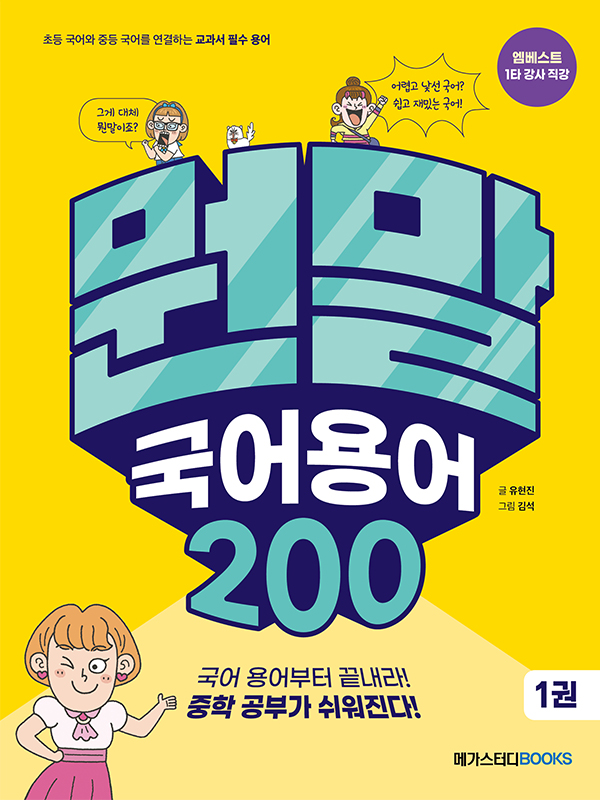 초등 국어와 중등 국어를 연결하는 교과서 필수 용어
엠베스트
1타 강사 직강
그게 대체
뭔말이죠?
어렵고 낯선 국어?
쉽고 재밌는 국어!
뭔말
국어용어
200
글 유현진
그림 김석
국어 용어부터 끝내라!
중학 공부가 쉬워진다!
1권
메가스터디BOOKS